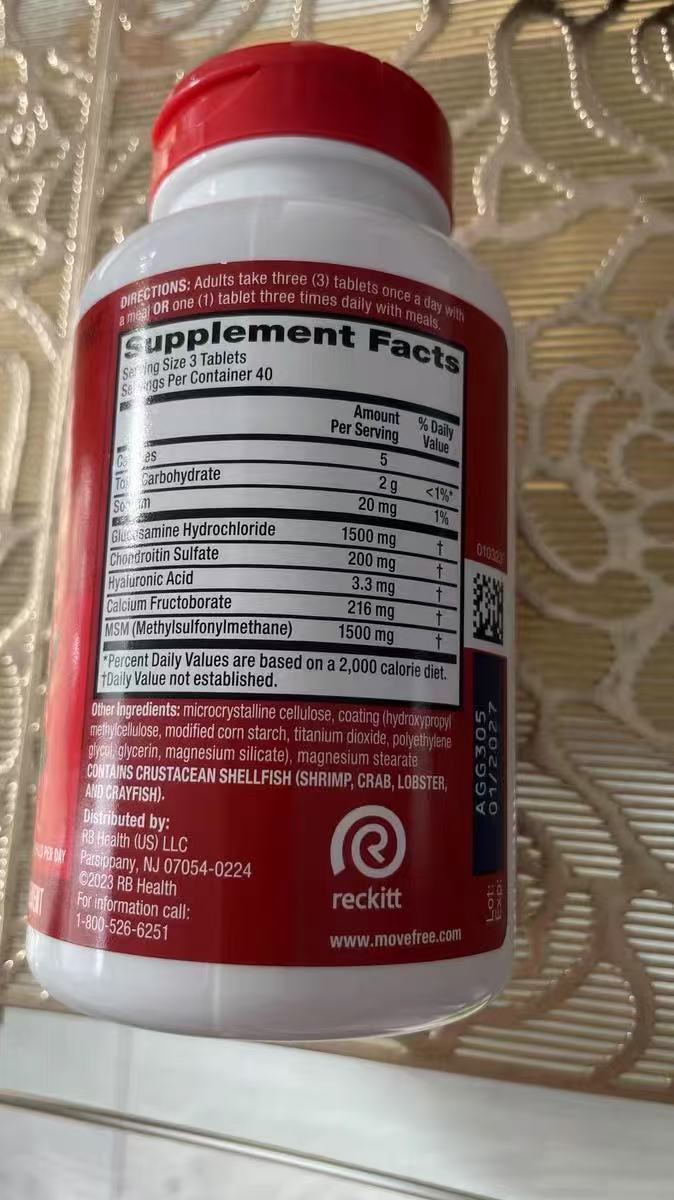 DIRECTIONS: Adults take three (3) tablets once a day with
a meal OR one (1) tablet three times daily with meals.
Supplement Facts
Serving Size 3 Tablets
Servings Per Container 40
Amount Per Serving % Daily Value
Calories 5
Total Carbohydrate 2 g <1%*
Sodium 20 mg 1%
Glucosamine Hydrochloride 1500 mg †
Chondroitin Sulfate 200 mg †
Hyaluronic Acid 3.3 mg †
Calcium Fructoborate 216 mg †
MSM (Methylsulfonylmethane) 1500 mg †
*Percent Daily Values are based on a 2,000 calorie diet.
†Daily Value not established.
Other Ingredients: microcrystalline cellulose, coating (hydroxypropyl
methylcellulose, modified corn starch, titanium dioxide, polyethylene
glycol, glycerin, magnesium silicate), magnesium stearate
CONTAINS CRUSTACEAN SHELLFISH (SHRIMP, CRAB, LOBSTER,
AND CRAYFISH).
Distributed by:
RB Health (US) LLC
Parsippany, NJ 07054-0224
©2023 RB Health
For information call:
1-800-526-6251
reckitt
www.movefree.com
PER DAY
Lot: AGG305
Exp: 01/2027